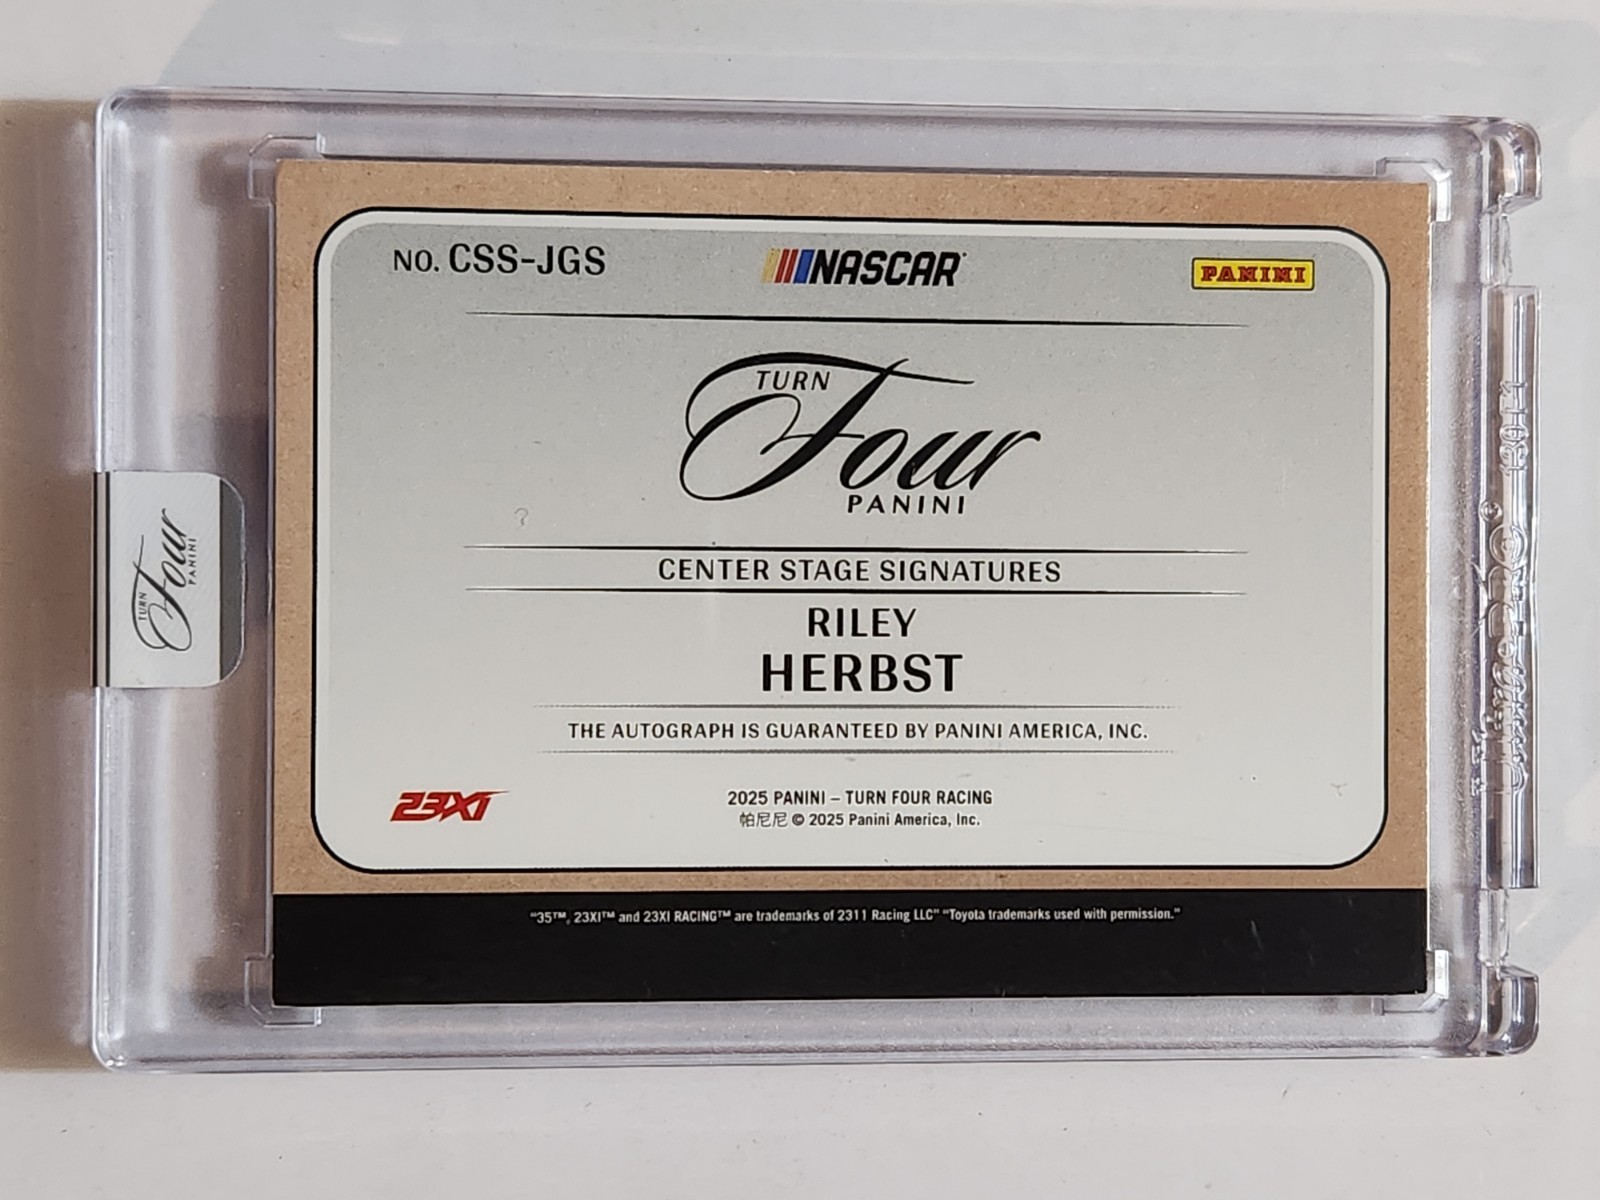 NO. CSS-JGS
NASCAR
PANINI
TURN
Four
PANINI
CENTER STAGE SIGNATURES
RILEY
HERBST
THE AUTOGRAPH IS GUARANTEED BY PANINI AMERICA, INC.
23XI
2025 PANINI – TURN FOUR RACING
帕尼尼 © 2025 Panini America, Inc.
"35™, 23XI™ and 23XI RACING™ are trademarks of 2311 Racing LLC" "Toyota trademarks used with permission."
TURN
Four
PANINI